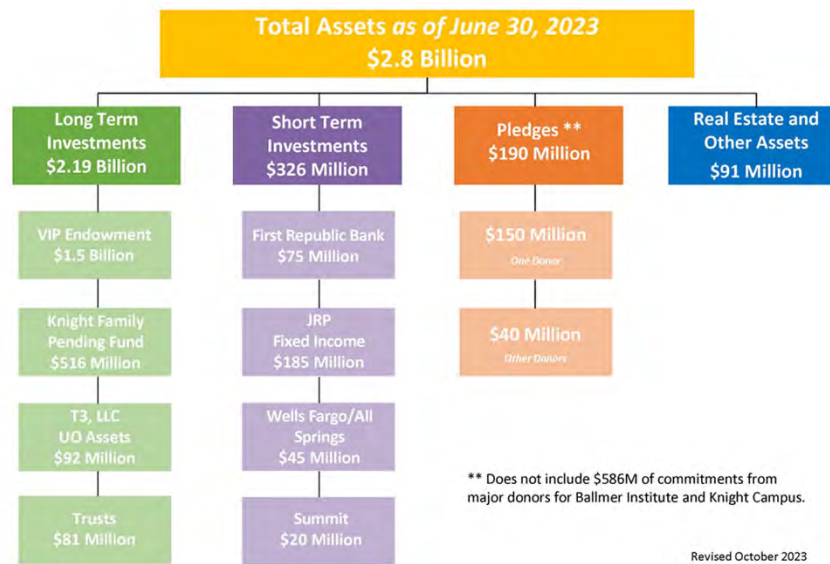 Total Assets as of June 30, 2023
$2.8 Billion
Long Term
Investments
$2.19 Billion
Short Term
Investments
$326 Million
Pledges **
$190 Million
Real Estate and
Other Assets
$91 Million
VIP Endowment
$1.5 Billion
First Republic Bank
$75 Million
$150 Million
One Donor
Knight Family
Pending Fund
$516 Million
JRP
Fixed Income
$185 Million
$40 Million
Other Donors
T3, LLC
UO Assets
$92 Million
Wells Fargo/All
Springs
$45 Million
Trusts
$81 Million
Summit
$20 Million
** Does not include $586M of commitments from
major donors for Ballmer Institute and Knight Campus.
Revised October 2023